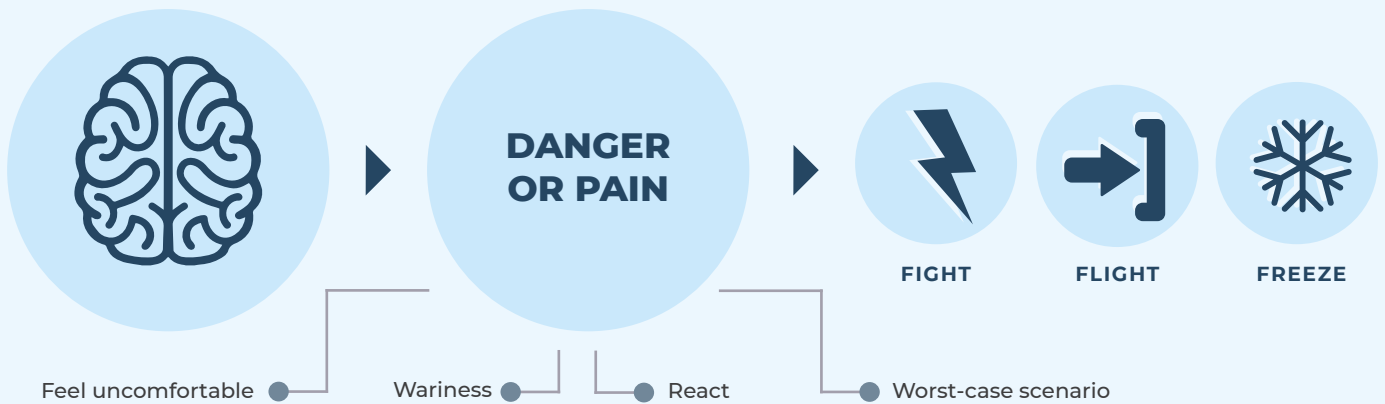 DANGER
OR PAIN
FIGHT
FLIGHT
FREEZE
Feel uncomfortable
Wariness
React
Worst-case scenario